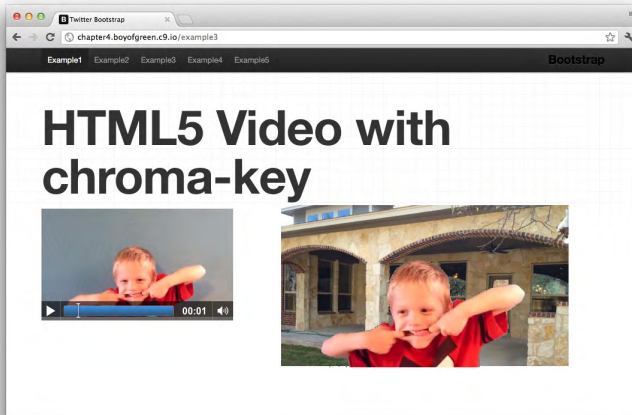 Twitter Bootstrap
chapter4.boyofgreen.c9.io/example3
Example1 Example2 Example3 Example4 Example5 Bootstrap
HTML5 Video with
chroma-key
00:01